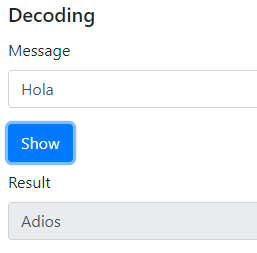 Decoding
Message
Hola
Show
Result
Adios